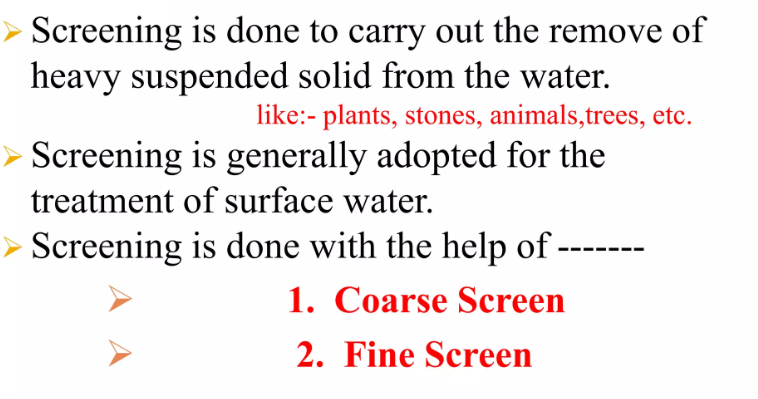 ➢ Screening is done to carry out the remove of
heavy suspended solid from the water.
like:- plants, stones, animals,trees, etc.
➢ Screening is generally adopted for the
treatment of surface water.
➢ Screening is done with the help of -------
➢ 1. Coarse Screen
➢ 2. Fine Screen